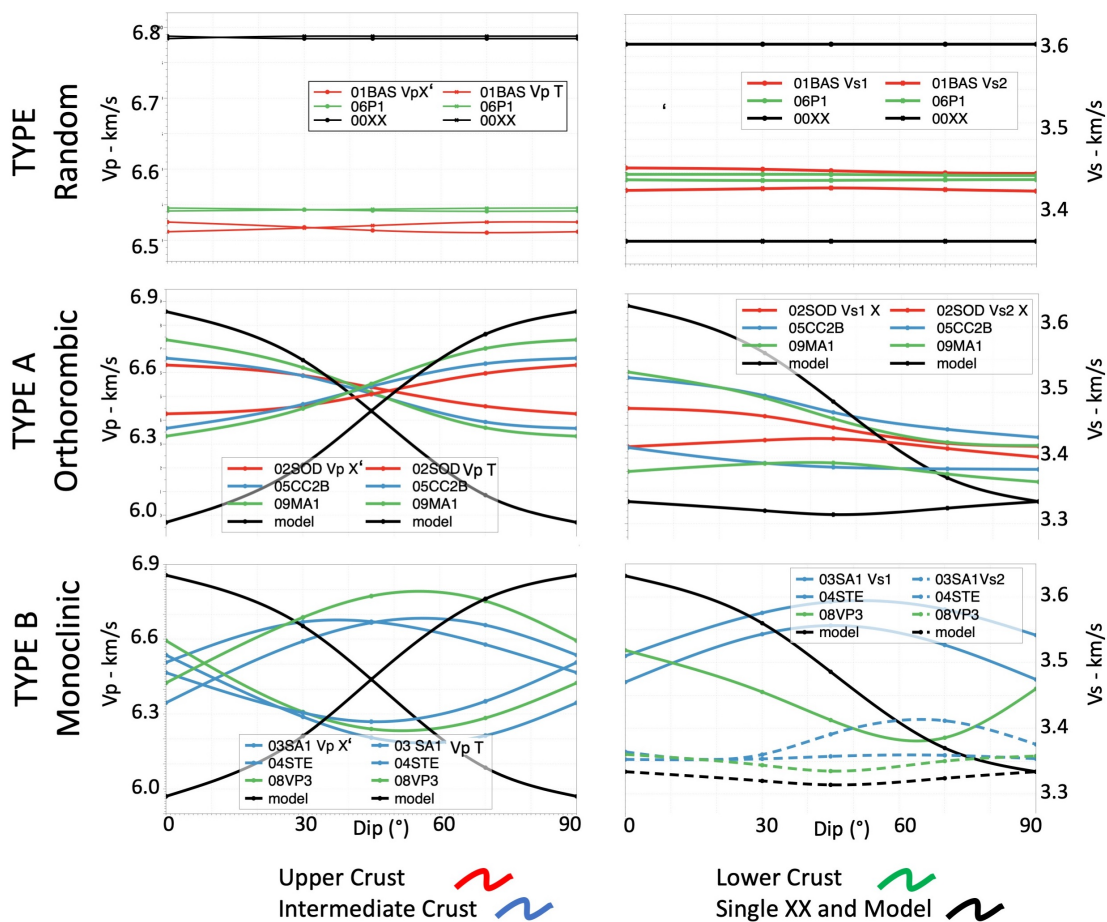 TYPE
Random
Vp - km/s
6.8
6.7
6.6
6.5
01BAS VpX‘ 01BAS Vp T
06P1 06P1
00XX 00XX
01BAS Vs1 01BAS Vs2
06P1 06P1
00XX 00XX
‘
3.6
3.5
3.4
Vs - km/s
TYPE A
Orthorombic
Vp - km/s
6.9
6.6
6.3
6.0
02SOD Vp X‘ 02SOD Vp T
05CC2B 05CC2B
09MA1 09MA1
model model
02SOD Vs1 X 02SOD Vs2 X
05CC2B 05CC2B
09MA1 09MA1
model model
3.6
3.5
3.4
3.3
Vs - km/s
TYPE B
Monoclinic
Vp - km/s
6.9
6.6
6.3
6.0
03SA1 Vp X‘ 03 SA1 Vp T
04STE 04STE
08VP3 08VP3
model model
03SA1Vs1 03SA1Vs2
04STE 04STE
08VP3 08VP3
model model
3.6
3.5
3.4
3.3
Vs - km/s
0 30 60 90
Dip (°)
0 30 60 90
Dip (°)
Upper Crust
Intermediate Crust
Lower Crust
Single XX and Model